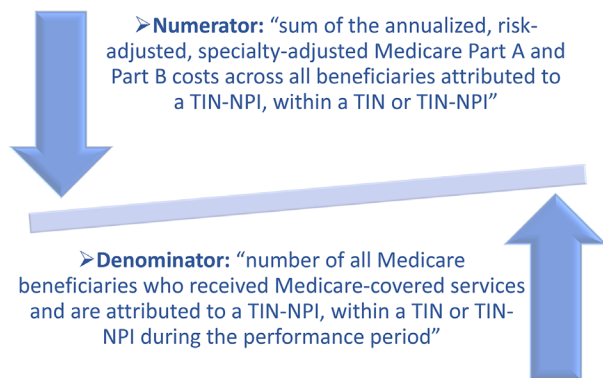 ➢Numerator: “sum of the annualized, risk-
adjusted, specialty-adjusted Medicare Part A and
Part B costs across all beneficiaries attributed to
a TIN-NPI, within a TIN or TIN-NPI”
➢Denominator: “number of all Medicare
beneficiaries who received Medicare-covered services
and are attributed to a TIN-NPI, within a TIN or TIN-
NPI during the performance period”